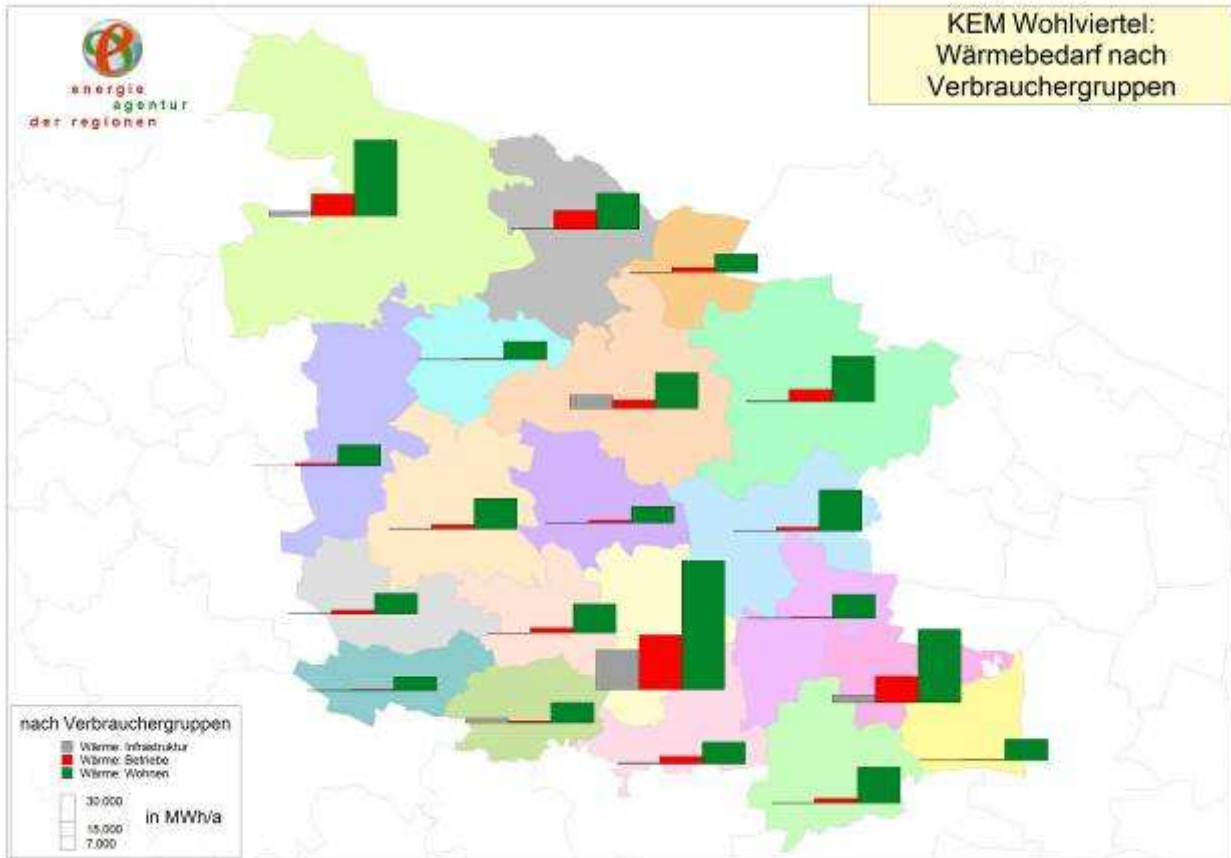 energie
agentur
der regionen
KEM Wohlviertel:
Wärmebedarf nach
Verbrauchergruppen
nach Verbrauchergruppen
Wärme: Infrastruktur
Wärme: Betriebe
Wärme: Wohnen
30.000
15.000
7.000
in MWh/a